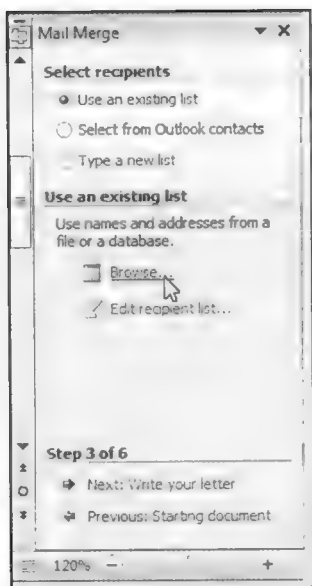 Mail Merge
Select recipients
Use an existing list
Select from Outlook contacts
Type a new list
Use an existing list
Use names and addresses from a
file or a database.
Browse...
Edit recipient list...
Step 3 of 6
Next: Write your letter
Previous: Starting document
120%